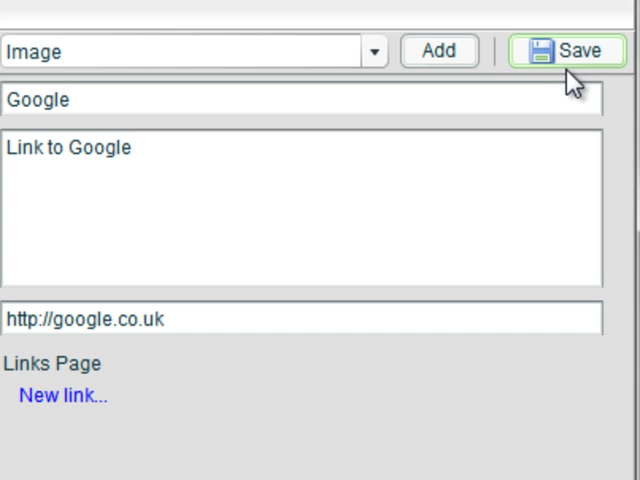 Image
Add
Save
Google
Link to Google
http://google.co.uk
Links Page
New link...